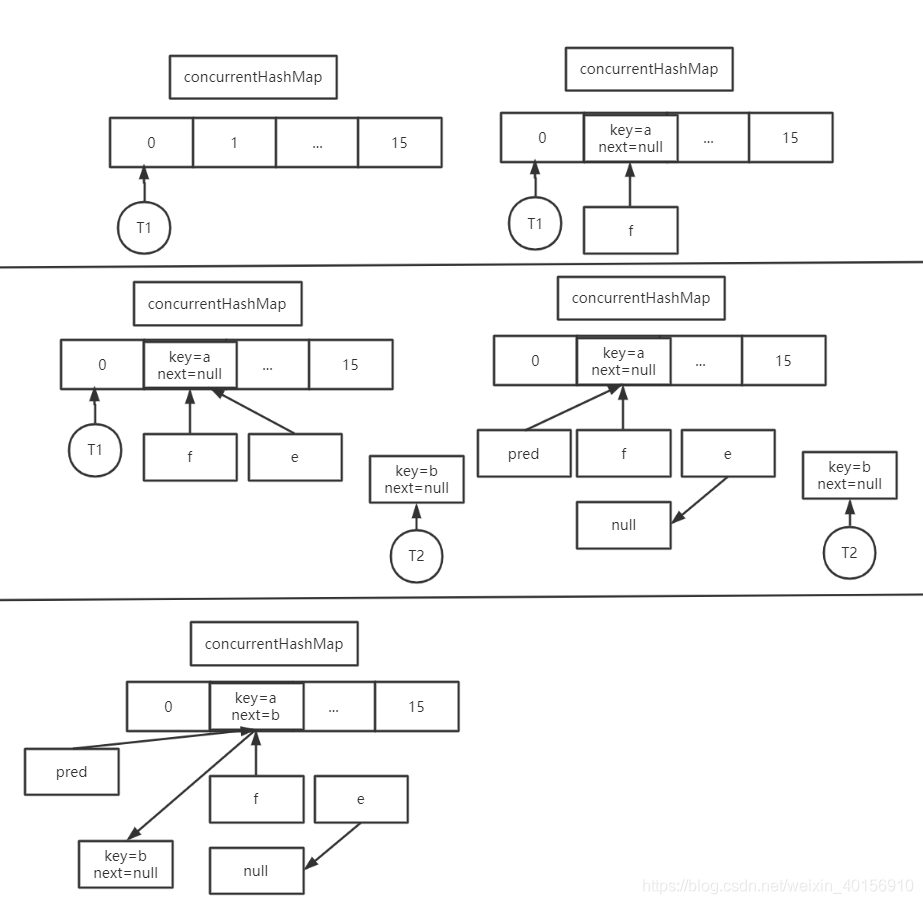 concurrentHashMap
0
1
...
15
T1
concurrentHashMap
0
key=a
next=null
...
15
T1
f
concurrentHashMap
0
key=a
next=null
...
15
T1
f
e
key=b
next=null
T2
concurrentHashMap
0
key=a
next=null
...
15
pred
f
e
null
key=b
next=null
T2
concurrentHashMap
0
key=a
next=b
...
15
pred
f
e
key=b
next=null
null
https://blog.csdn.net/weixin_40156910